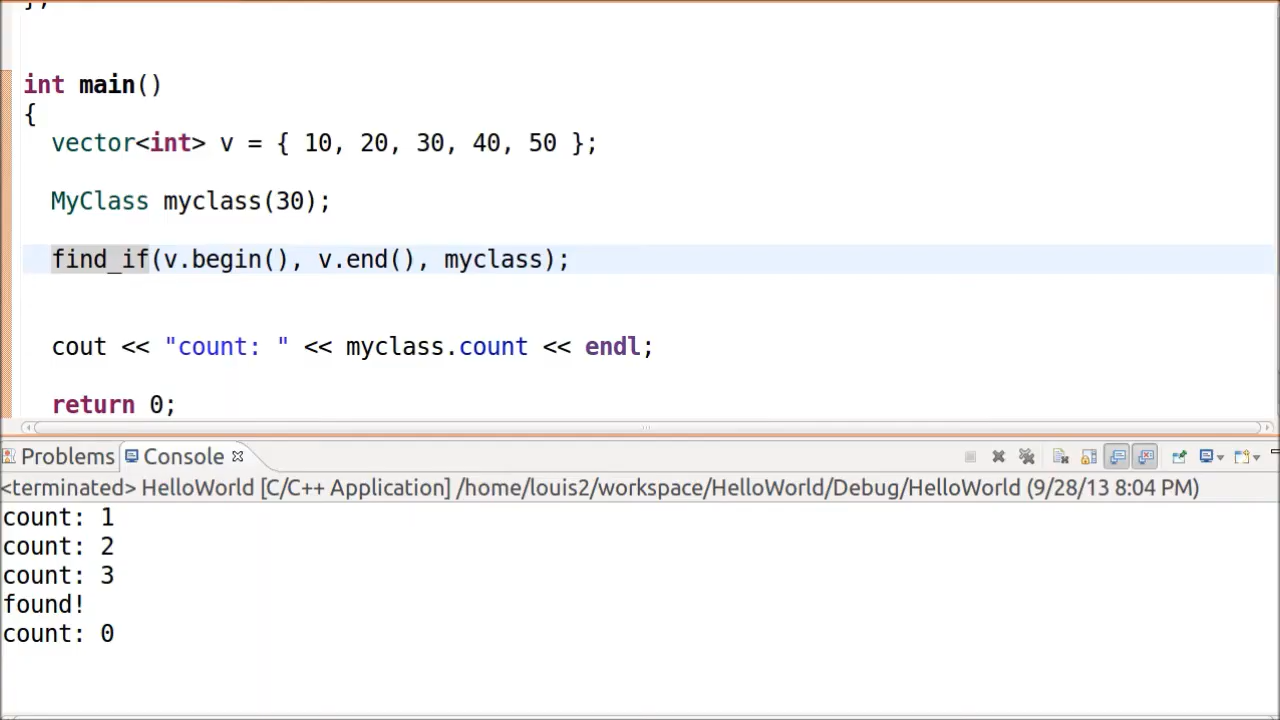 };
int main()
{
vector<int> v = { 10, 20, 30, 40, 50 };
MyClass myclass(30);
find_if(v.begin(), v.end(), myclass);
cout << "count: " << myclass.count << endl;
return 0;
Problems Console
<terminated> HelloWorld [C/C++ Application] /home/louis2/workspace/HelloWorld/Debug/HelloWorld (9/28/13 8:04 PM)
count: 1
count: 2
count: 3
found!
count: 0